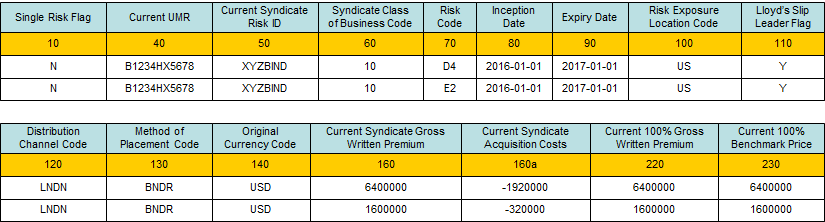 Single Risk Flag | Current UMR | Current Syndicate Risk ID | Syndicate Class of Business Code | Risk Code | Inception Date | Expiry Date | Risk Exposure Location Code | Lloyd's Slip Leader Flag
10 | 40 | 50 | 60 | 70 | 80 | 90 | 100 | 110
N | B1234HX5678 | XYZBIND | 10 | D4 | 2016-01-01 | 2017-01-01 | US | Y
N | B1234HX5678 | XYZBIND | 10 | E2 | 2016-01-01 | 2017-01-01 | US | Y
Distribution Channel Code | Method of Placement Code | Original Currency Code | Current Syndicate Gross Written Premium | Current Syndicate Acquisition Costs | Current 100% Gross Written Premium | Current 100% Benchmark Price
120 | 130 | 140 | 160 | 160a | 220 | 230
LNDN | BNDR | USD | 6400000 | -1920000 | 6400000 | 6400000
LNDN | BNDR | USD | 1600000 | -320000 | 1600000 | 1600000